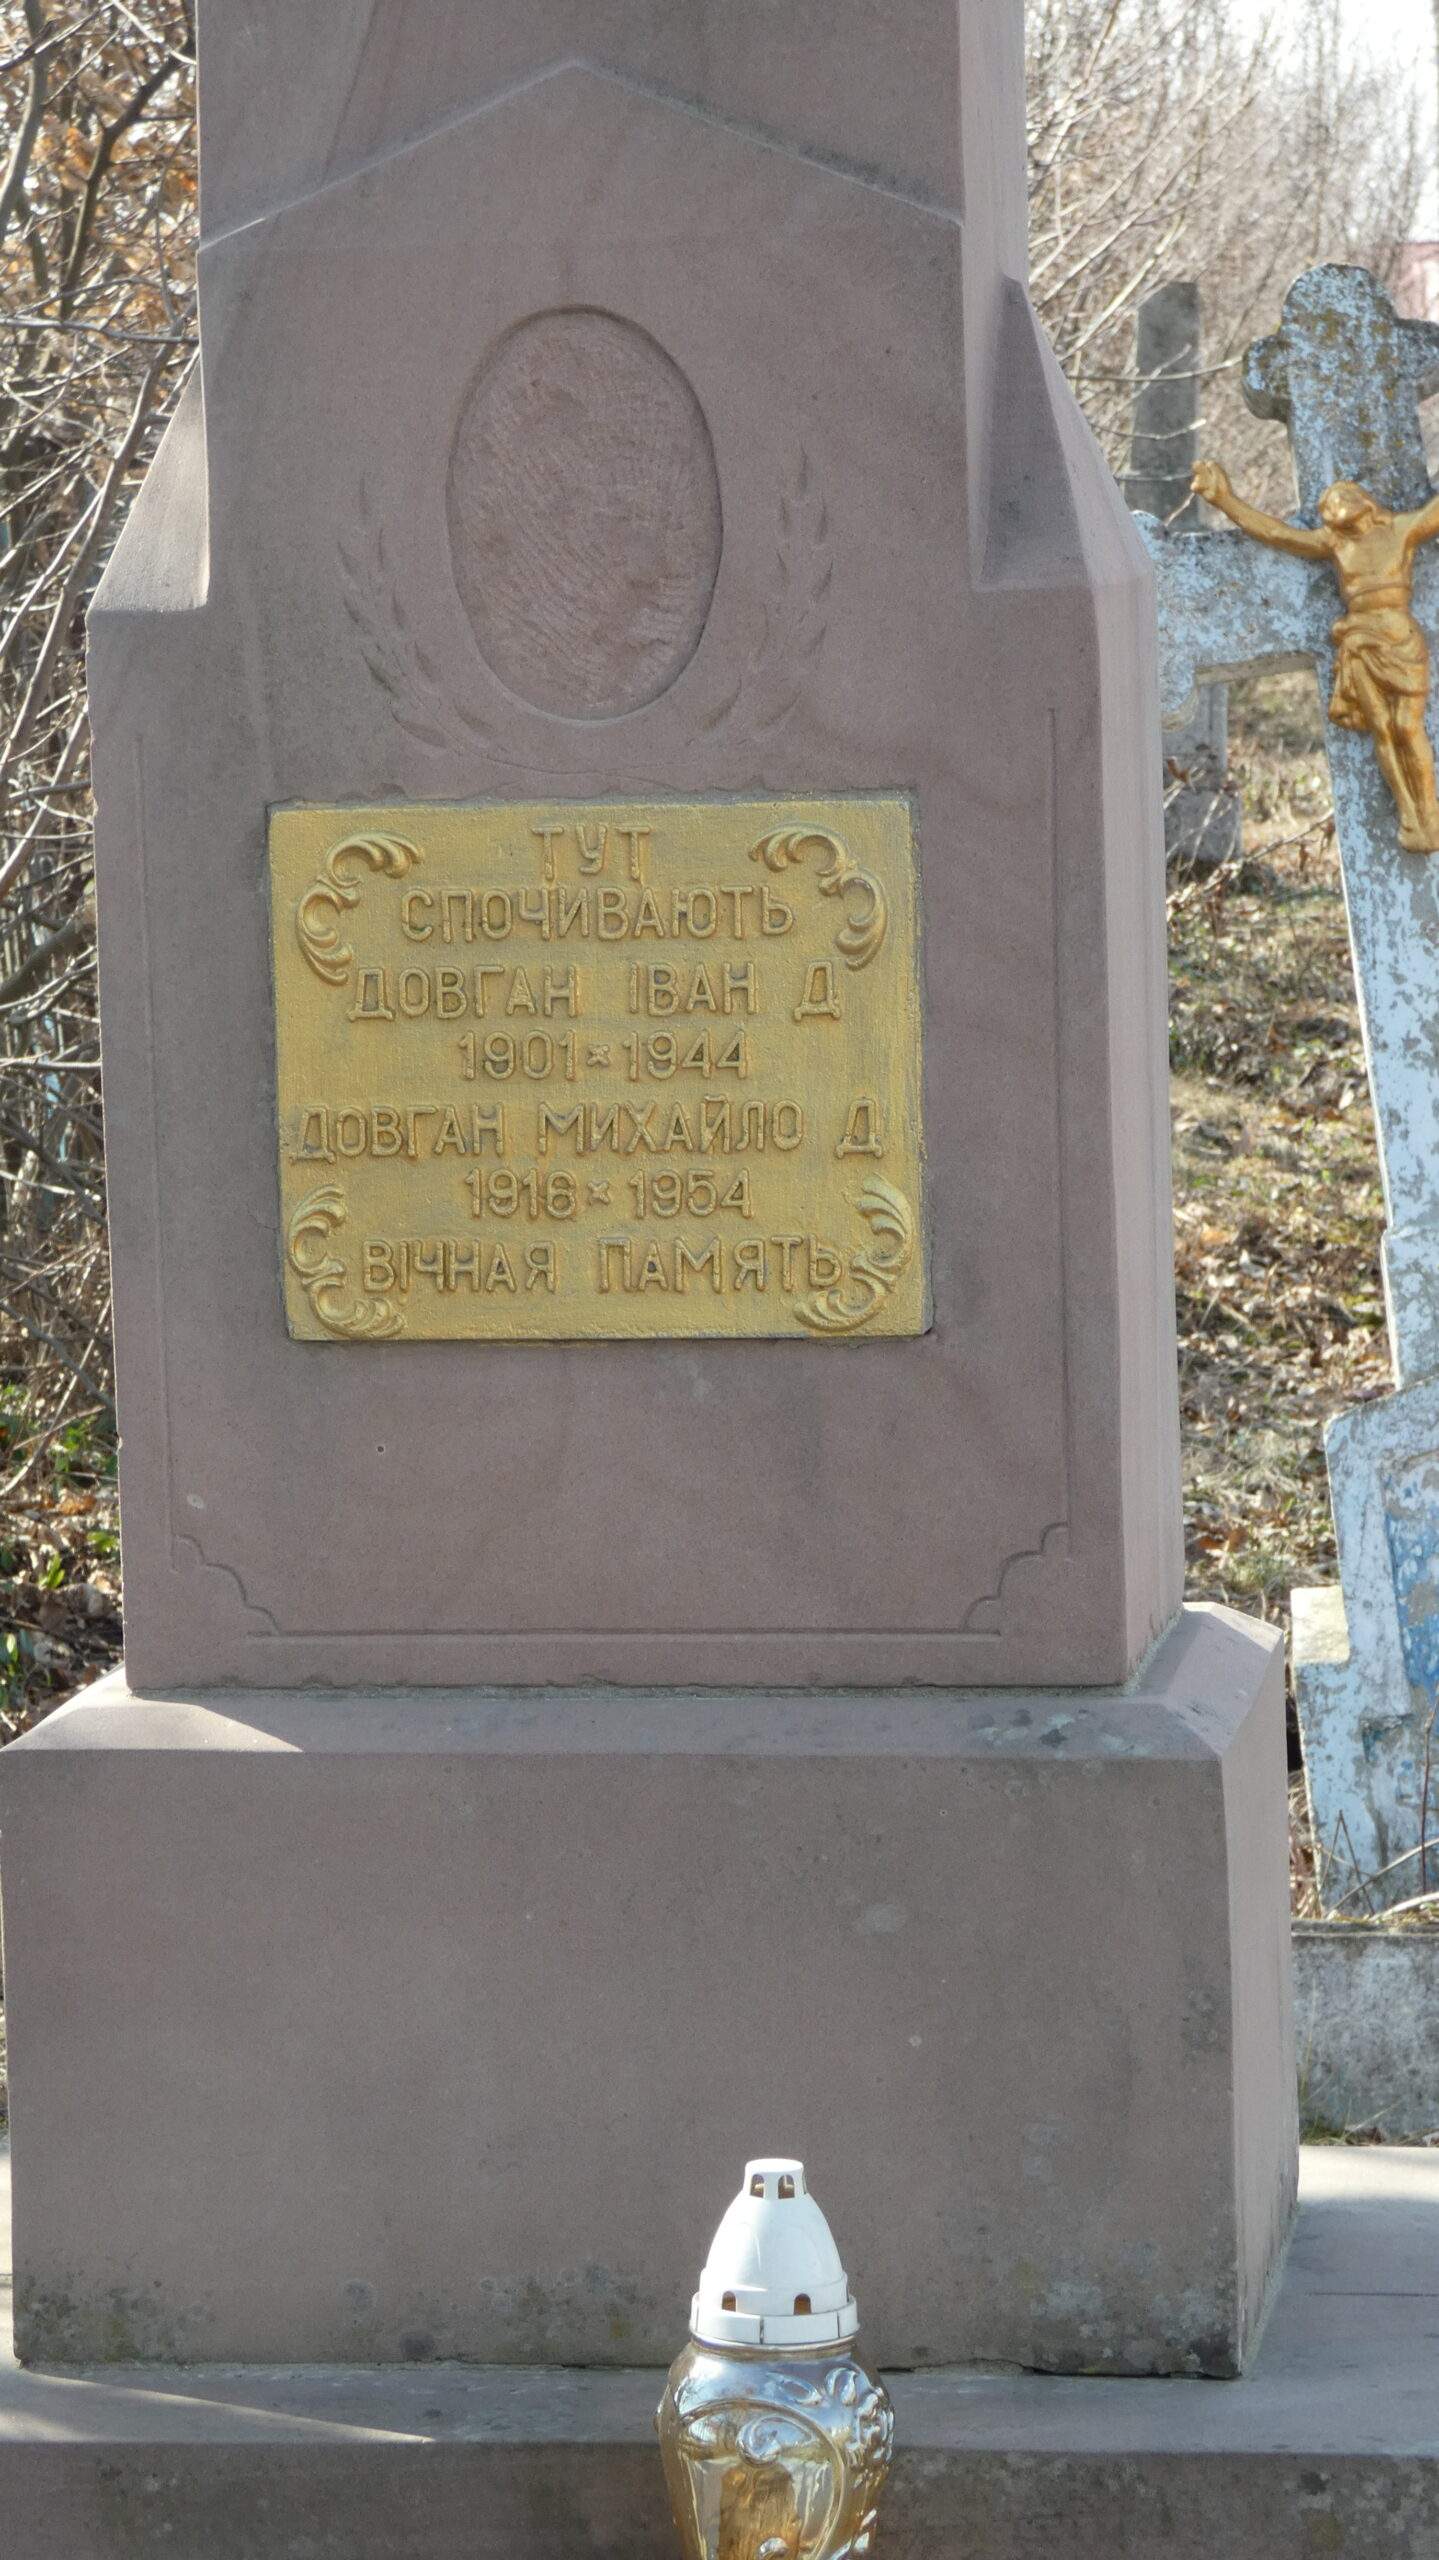 ТУТ
СПОЧИВАЮТЬ
ДОВГАН ІВАН Д
1901×1944
ДОВГАН МИХАЙЛО Д
1916×1954
ВІЧНАЯ ПАМЯТЬ